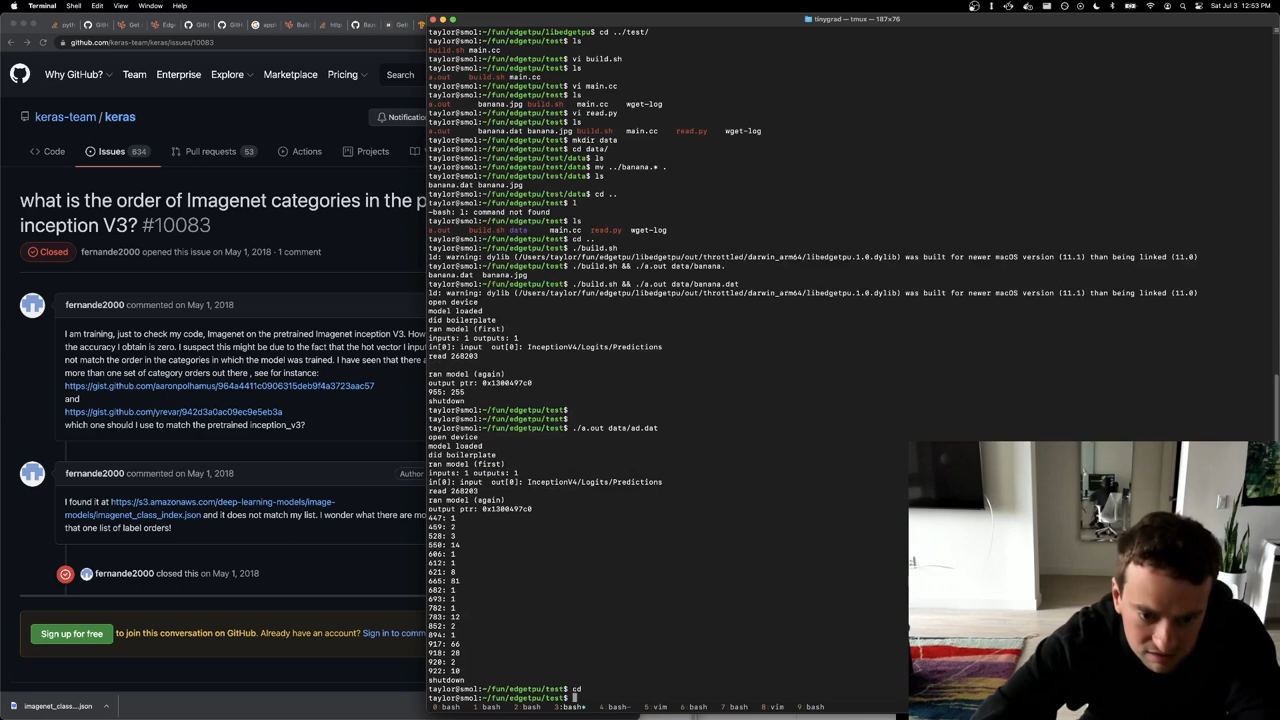 Terminal Shell Edit View Window Help
Sat Jul 3 12:53 PM
github.com/keras-team/keras/issues/10083
Why GitHub? Team Enterprise Explore Marketplace Pricing Search
keras-team / keras
Notification
Code Issues 634 Pull requests 53 Actions Projects
what is the order of Imagenet categories in the p
inception V3? #10083
Closed fernande2000 opened this issue on May 1, 2018 · 1 comment
fernande2000 commented on May 1, 2018
I am training, just to check my code, Imagenet on the pretrained Imagenet inception V3. How
the accuracy I obtain is zero. I suspect this might be due to the fact that the hot vector I input
not match the order in the categories in which the model was trained. I have seen that there a
more than one set of category orders out there , see for instance:
https://gist.github.com/aaronpolhamus/964a4411c0906315deb9f4a3723aac57
and
https://gist.github.com/yrevar/942d3a0ac09ec9e5eb3a
which one should I use to match the pretrained inception_v3?
fernande2000 commented on May 1, 2018 Author
I found it at https://s3.amazonaws.com/deep-learning-models/image-
models/imagenet_class_index.json and it does not match my list. I wonder what there are mo
that one list of label orders!
fernande2000 closed this on May 1, 2018
Sign up for free to join this conversation on GitHub. Already have an account? Sign in to comm
imagenet_class....json
tinygrad — tmux — 187×76
taylor@smol:~/fun/edgetpu/libedgetpu$ cd ../test/
taylor@smol:~/fun/edgetpu/test$ ls
build.sh main.cc
taylor@smol:~/fun/edgetpu/test$ vi build.sh
taylor@smol:~/fun/edgetpu/test$ ls
a.out build.sh main.cc
taylor@smol:~/fun/edgetpu/test$ vi main.cc
taylor@smol:~/fun/edgetpu/test$ ls
a.out banana.jpg build.sh main.cc wget-log
taylor@smol:~/fun/edgetpu/test$ vi read.py
taylor@smol:~/fun/edgetpu/test$ ls
a.out banana.dat banana.jpg build.sh main.cc read.py wget-log
taylor@smol:~/fun/edgetpu/test$ mkdir data
taylor@smol:~/fun/edgetpu/test$ cd data/
taylor@smol:~/fun/edgetpu/test/data$ ls
taylor@smol:~/fun/edgetpu/test/data$ mv ../banana.* .
taylor@smol:~/fun/edgetpu/test/data$ ls
banana.dat banana.jpg
taylor@smol:~/fun/edgetpu/test/data$ cd ..
taylor@smol:~/fun/edgetpu/test$ l
-bash: l: command not found
taylor@smol:~/fun/edgetpu/test$ ls
a.out build.sh data main.cc read.py wget-log
taylor@smol:~/fun/edgetpu/test$ cd ..
taylor@smol:~/fun/edgetpu/test$ ./build.sh
ld: warning: dylib (/Users/taylor/fun/edgetpu/libedgetpu/out/throttled/darwin_arm64/libedgetpu.1.0.dylib) was built for newer macOS version (11.1) than being linked (11.0)
taylor@smol:~/fun/edgetpu/test$ ./build.sh && ./a.out data/banana.
banana.dat banana.jpg
taylor@smol:~/fun/edgetpu/test$ ./build.sh && ./a.out data/banana.dat
ld: warning: dylib (/Users/taylor/fun/edgetpu/libedgetpu/out/throttled/darwin_arm64/libedgetpu.1.0.dylib) was built for newer macOS version (11.1) than being linked (11.0)
open device
model loaded
did boilerplate
ran model (first)
inputs: 1 outputs: 1
in[0]: input out[0]: InceptionV4/Logits/Predictions
read 268203
ran model (again)
output ptr: 0x1300497c0
955: 255
shutdown
taylor@smol:~/fun/edgetpu/test$
taylor@smol:~/fun/edgetpu/test$
taylor@smol:~/fun/edgetpu/test$ ./a.out data/ad.dat
open device
model loaded
did boilerplate
ran model (first)
inputs: 1 outputs: 1
in[0]: input out[0]: InceptionV4/Logits/Predictions
read 268203
ran model (again)
output ptr: 0x1300497c0
447: 1
459: 2
528: 3
550: 14
606: 1
612: 1
621: 8
665: 81
682: 1
693: 1
782: 1
783: 12
852: 2
894: 1
917: 66
918: 28
920: 2
922: 10
shutdown
taylor@smol:~/fun/edgetpu/test$ cd
taylor@smol:~/fun/edgetpu/test$
0 bash 1:bash 2:bash 3:bash* 4:bash- 5:vim 6:bash 7:bash 8:vim 9:bash